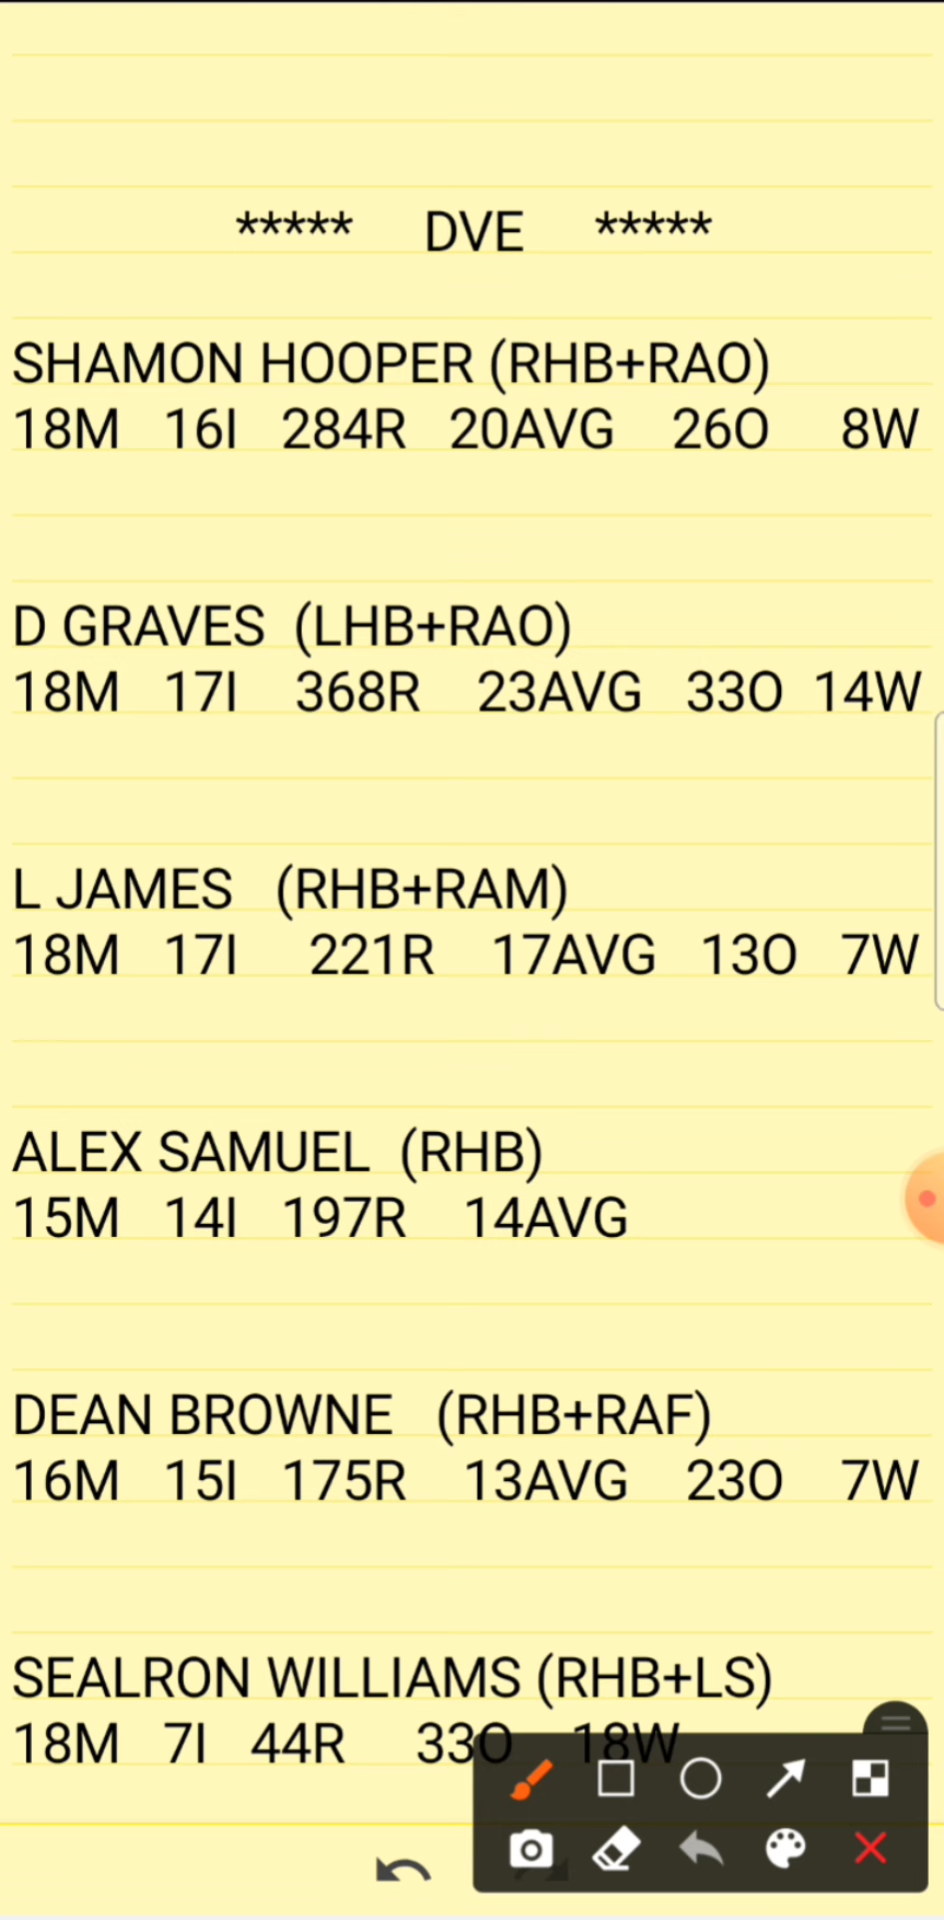 ***** DVE *****
SHAMON HOOPER (RHB+RAO)
18M 16I 284R 20AVG 26O 8W
D GRAVES (LHB+RAO)
18M 17I 368R 23AVG 33O 14W
L JAMES (RHB+RAM)
18M 17I 221R 17AVG 13O 7W
ALEX SAMUEL (RHB)
15M 14I 197R 14AVG
DEAN BROWNE (RHB+RAF)
16M 15I 175R 13AVG 23O 7W
SEALRON WILLIAMS (RHB+LS)
18M 7I 44R 33O 18W